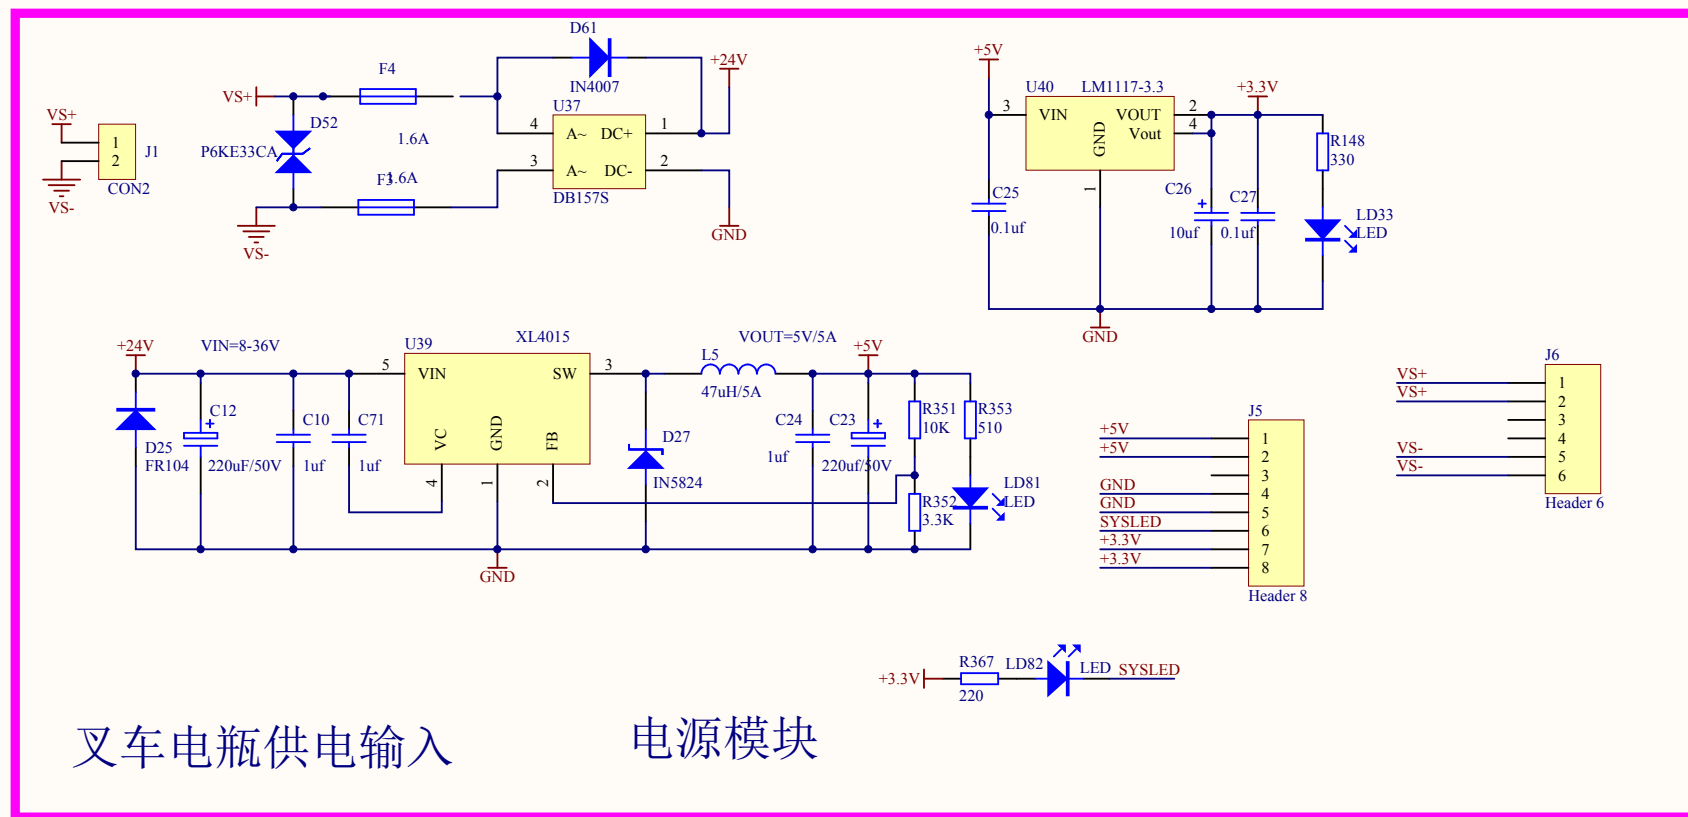 VS+
1
2
J1
CON2
VS-
VS+
D52
P6KE33CA
VS-
F4
1.6A
F3
1.6A
D61
IN4007
U37
4
A~
DC+
1
3
A~
DC-
2
DB157S
+24V
GND
+5V
U40
LM1117-3.3
3
VIN
VOUT
2
Vout
4
GND
1
+3.3V
C25
0.1uf
C26
+
10uf
C27
0.1uf
R148
330
LD33
LED
GND
+24V
VIN=8-36V
U39
XL4015
VOUT=5V/5A
5
VIN
SW
3
VC
GND
FB
4
1
2
D25
FR104
C12
+
220uF/50V
C10
1uf
C71
1uf
GND
D27
IN5824
L5
47uH/5A
+5V
C24
1uf
C23
+
220uf/50V
R351
10K
R352
3.3K
R353
510
LD81
LED
J5
+5V
1
+5V
2
3
GND
4
GND
5
SYSLED
6
+3.3V
7
+3.3V
8
Header 8
J6
VS+
1
VS+
2
3
4
VS-
5
VS-
6
Header 6
+3.3V
R367
220
LD82
LED
SYSLED
叉车电瓶供电输入
电源模块